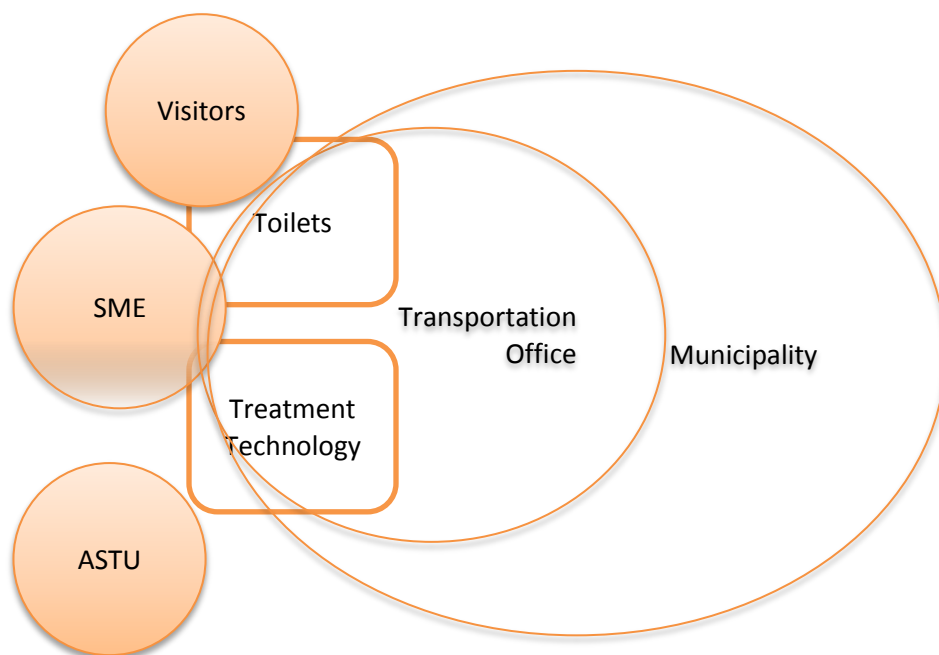 Visitors
Toilets
SME
Transportation
Office
Municipality
Treatment
Technology
ASTU